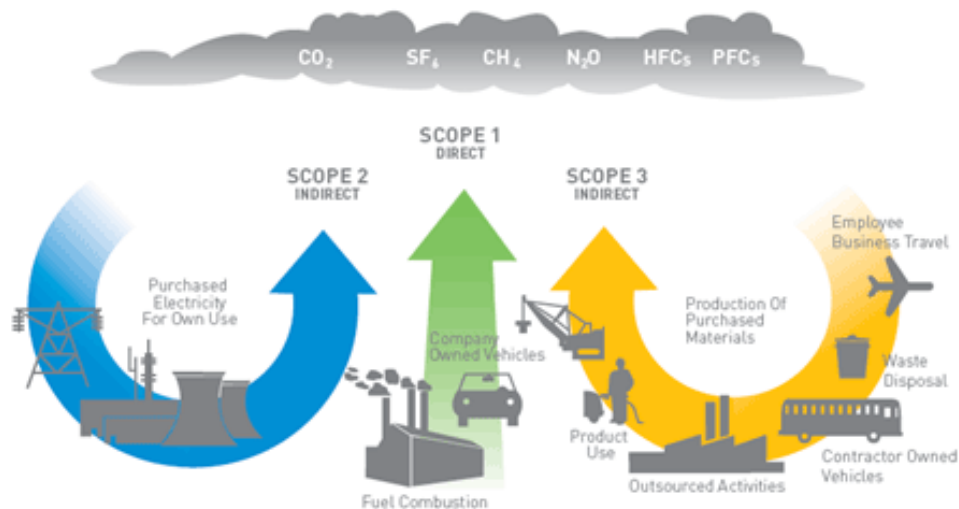 CO₂ SF₆ CH₄ N₂O HFCs PFCs
SCOPE 1
DIRECT
SCOPE 2
INDIRECT
SCOPE 3
INDIRECT
Purchased
Electricity
For Own Use
Company
Owned Vehicles
Fuel Combustion
Employee
Business Travel
Production Of
Purchased
Materials
Waste
Disposal
Product
Use
Contractor Owned
Vehicles
Outsourced Activities